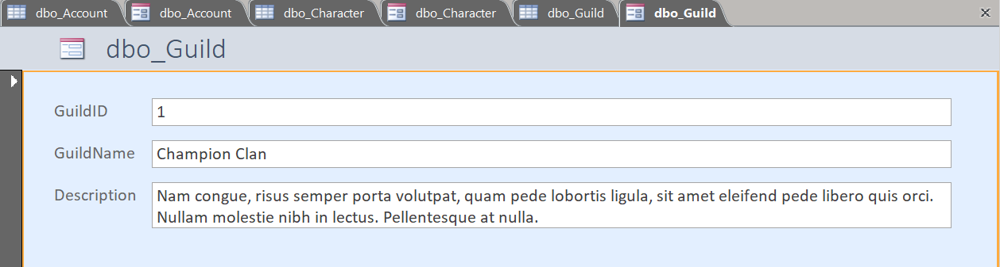 dbo_Account dbo_Account dbo_Character dbo_Character dbo_Guild dbo_Guild
dbo_Guild
GuildID 1
GuildName Champion Clan
Description Nam congue, risus semper porta volutpat, quam pede lobortis ligula, sit amet eleifend pede libero quis orci.
Nullam molestie nibh in lectus. Pellentesque at nulla.